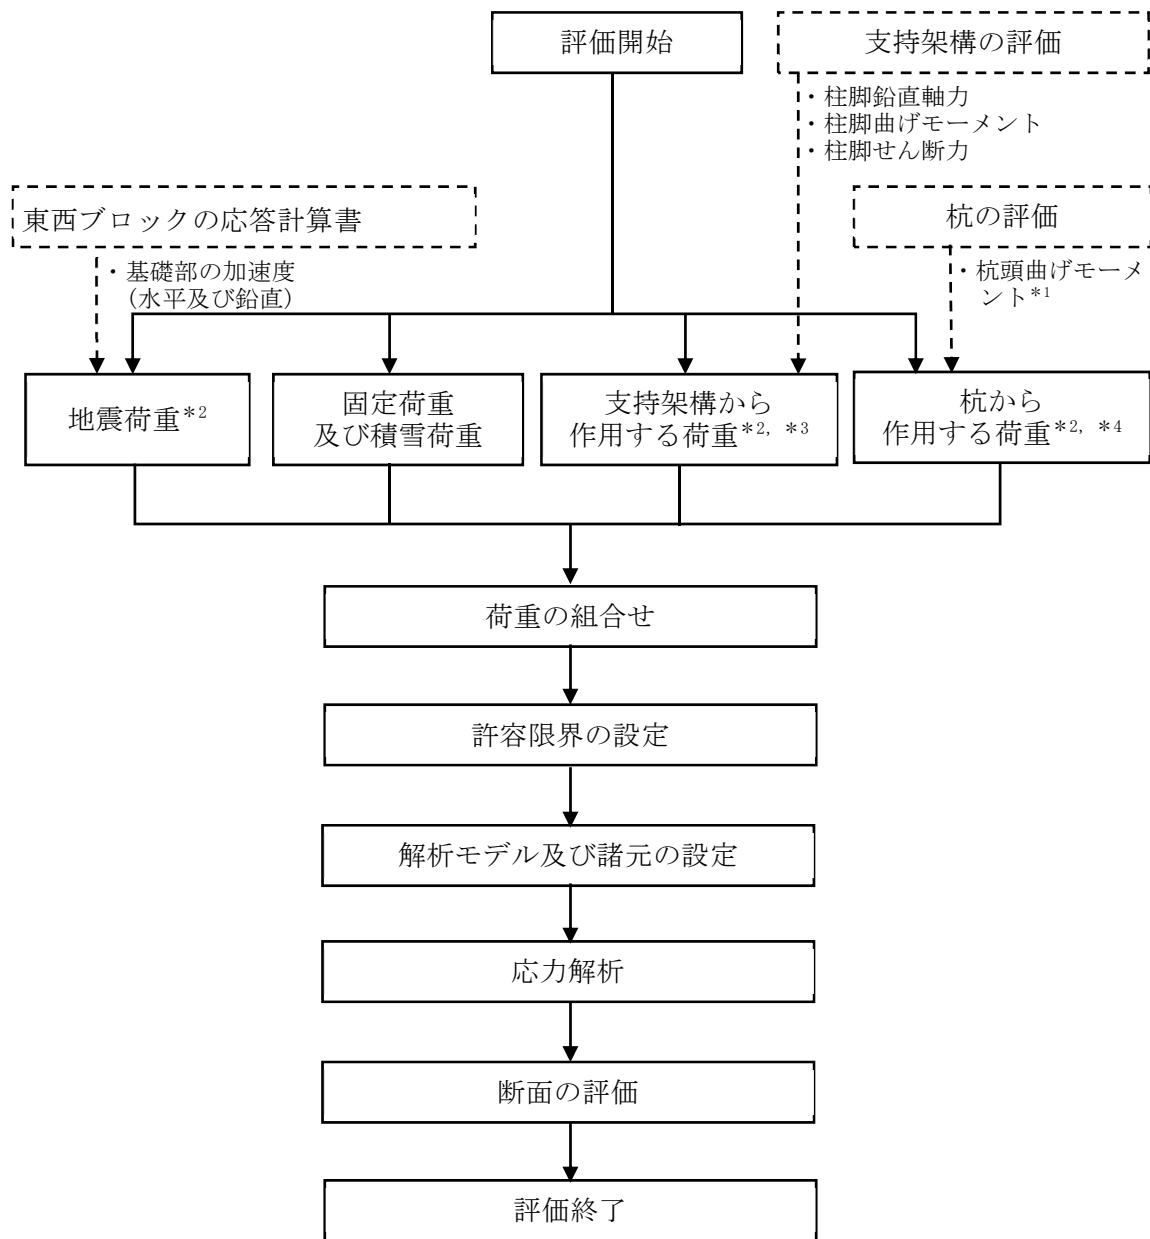 評価開始
支持架構の評価
・柱脚鉛直軸力
・柱脚曲げモーメント
・柱脚せん断力
東西ブロックの応答計算書
・基礎部の加速度
(水平及び鉛直)
杭の評価
・杭頭曲げモーメ
ント*1
地震荷重*2
固定荷重
及び積雪荷重
支持架構から
作用する荷重*2, *3
杭から
作用する荷重*2, *4
荷重の組合せ
許容限界の設定
解析モデル及び諸元の設定
応力解析
断面の評価
評価終了